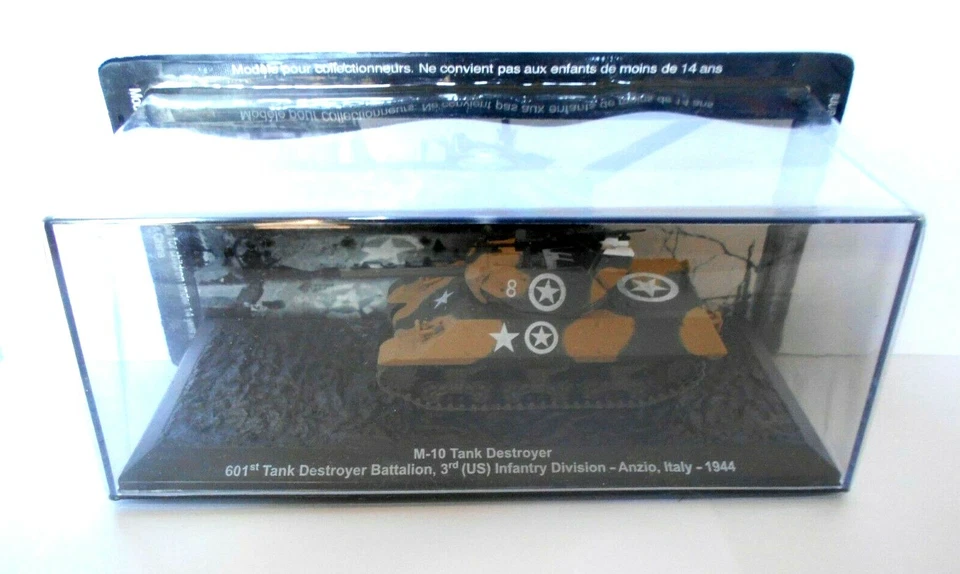 Modèle pour collectionneurs. Ne convient pas aux enfants de moins de 14 ans
8
M-10 Tank Destroyer
601st Tank Destroyer Battalion, 3rd (US) Infantry Division – Anzio, Italy – 1944